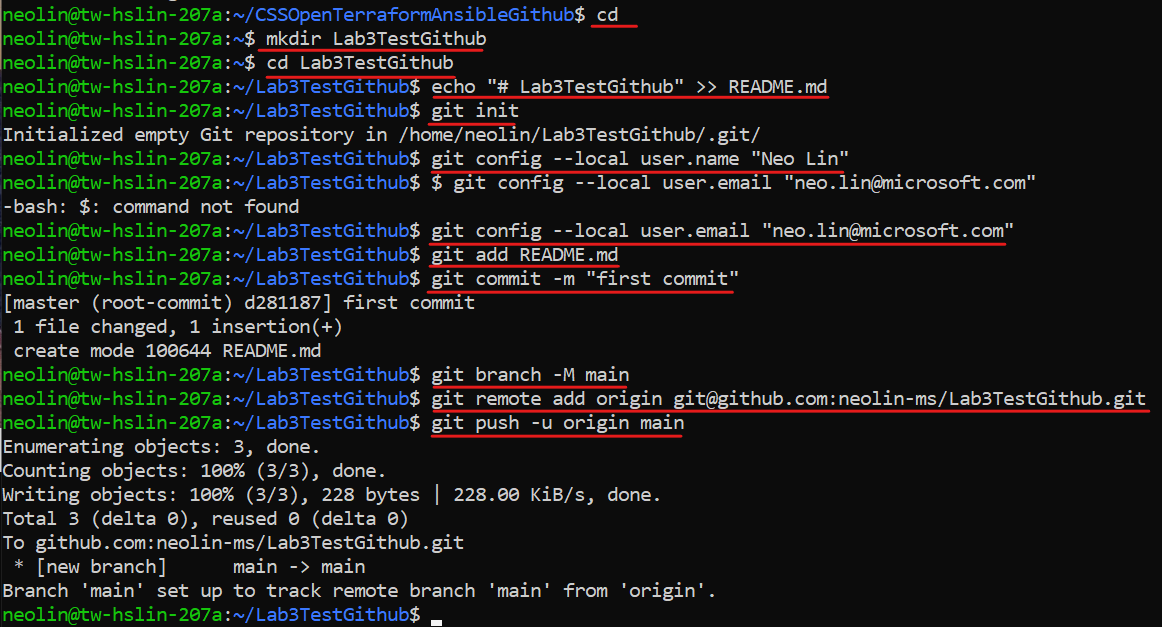 neolin@tw-hslin-207a:~/CSSOpenTerraformAnsibleGithub$ cd
neolin@tw-hslin-207a:~$ mkdir Lab3TestGithub
neolin@tw-hslin-207a:~$ cd Lab3TestGithub
neolin@tw-hslin-207a:~/Lab3TestGithub$ echo "# Lab3TestGithub" >> README.md
neolin@tw-hslin-207a:~/Lab3TestGithub$ git init
Initialized empty Git repository in /home/neolin/Lab3TestGithub/.git/
neolin@tw-hslin-207a:~/Lab3TestGithub$ git config --local user.name "Neo Lin"
neolin@tw-hslin-207a:~/Lab3TestGithub$ $ git config --local user.email "neo.lin@microsoft.com"
-bash: $: command not found
neolin@tw-hslin-207a:~/Lab3TestGithub$ git config --local user.email "neo.lin@microsoft.com"
neolin@tw-hslin-207a:~/Lab3TestGithub$ git add README.md
neolin@tw-hslin-207a:~/Lab3TestGithub$ git commit -m "first commit"
[master (root-commit) d281187] first commit
 1 file changed, 1 insertion(+)
 create mode 100644 README.md
neolin@tw-hslin-207a:~/Lab3TestGithub$ git branch -M main
neolin@tw-hslin-207a:~/Lab3TestGithub$ git remote add origin git@github.com:neolin-ms/Lab3TestGithub.git
neolin@tw-hslin-207a:~/Lab3TestGithub$ git push -u origin main
Enumerating objects: 3, done.
Counting objects: 100% (3/3), done.
Writing objects: 100% (3/3), 228 bytes | 228.00 KiB/s, done.
Total 3 (delta 0), reused 0 (delta 0)
To github.com:neolin-ms/Lab3TestGithub.git
 * [new branch]      main -> main
Branch 'main' set up to track remote branch 'main' from 'origin'.
neolin@tw-hslin-207a:~/Lab3TestGithub$